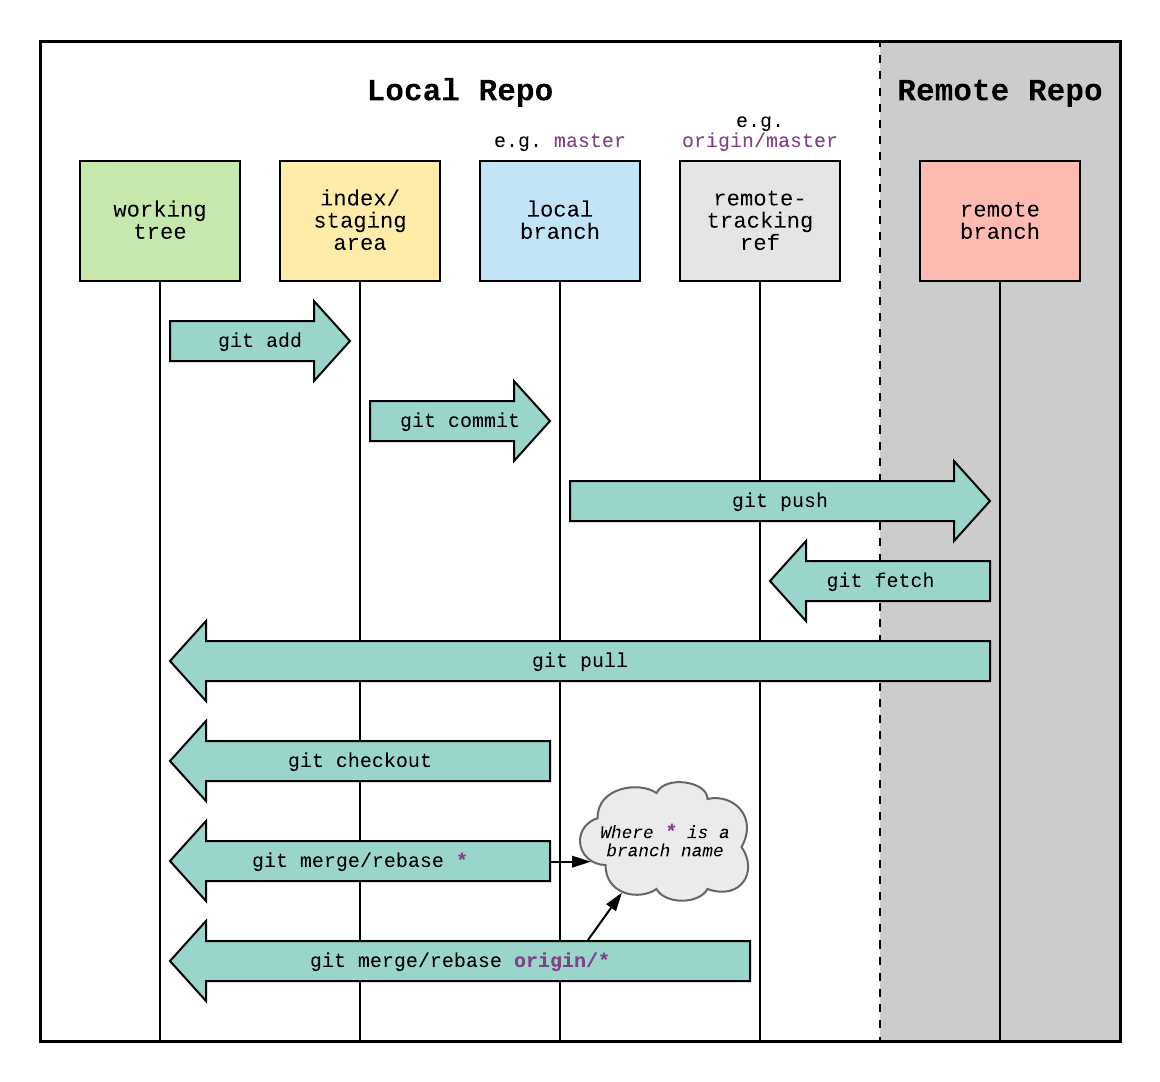 Local Repo
Remote Repo
e.g. master
e.g.
origin/master
working
tree
index/
staging
area
local
branch
remote-
tracking
ref
remote
branch
git add
git commit
git push
git fetch
git pull
git checkout
Where * is a
branch name
git merge/rebase *
git merge/rebase origin/*